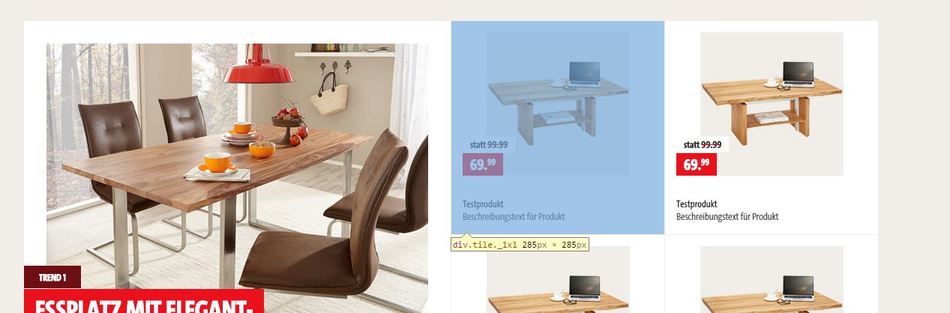 statt 99.99
69.99
Testprodukt
Beschreibungstext für Produkt
statt 99.99
69.99
Testprodukt
Beschreibungstext für Produkt
div.tile._1x1 285px × 285px
TREND 1
ESSPLATZ MIT ELEGANT-